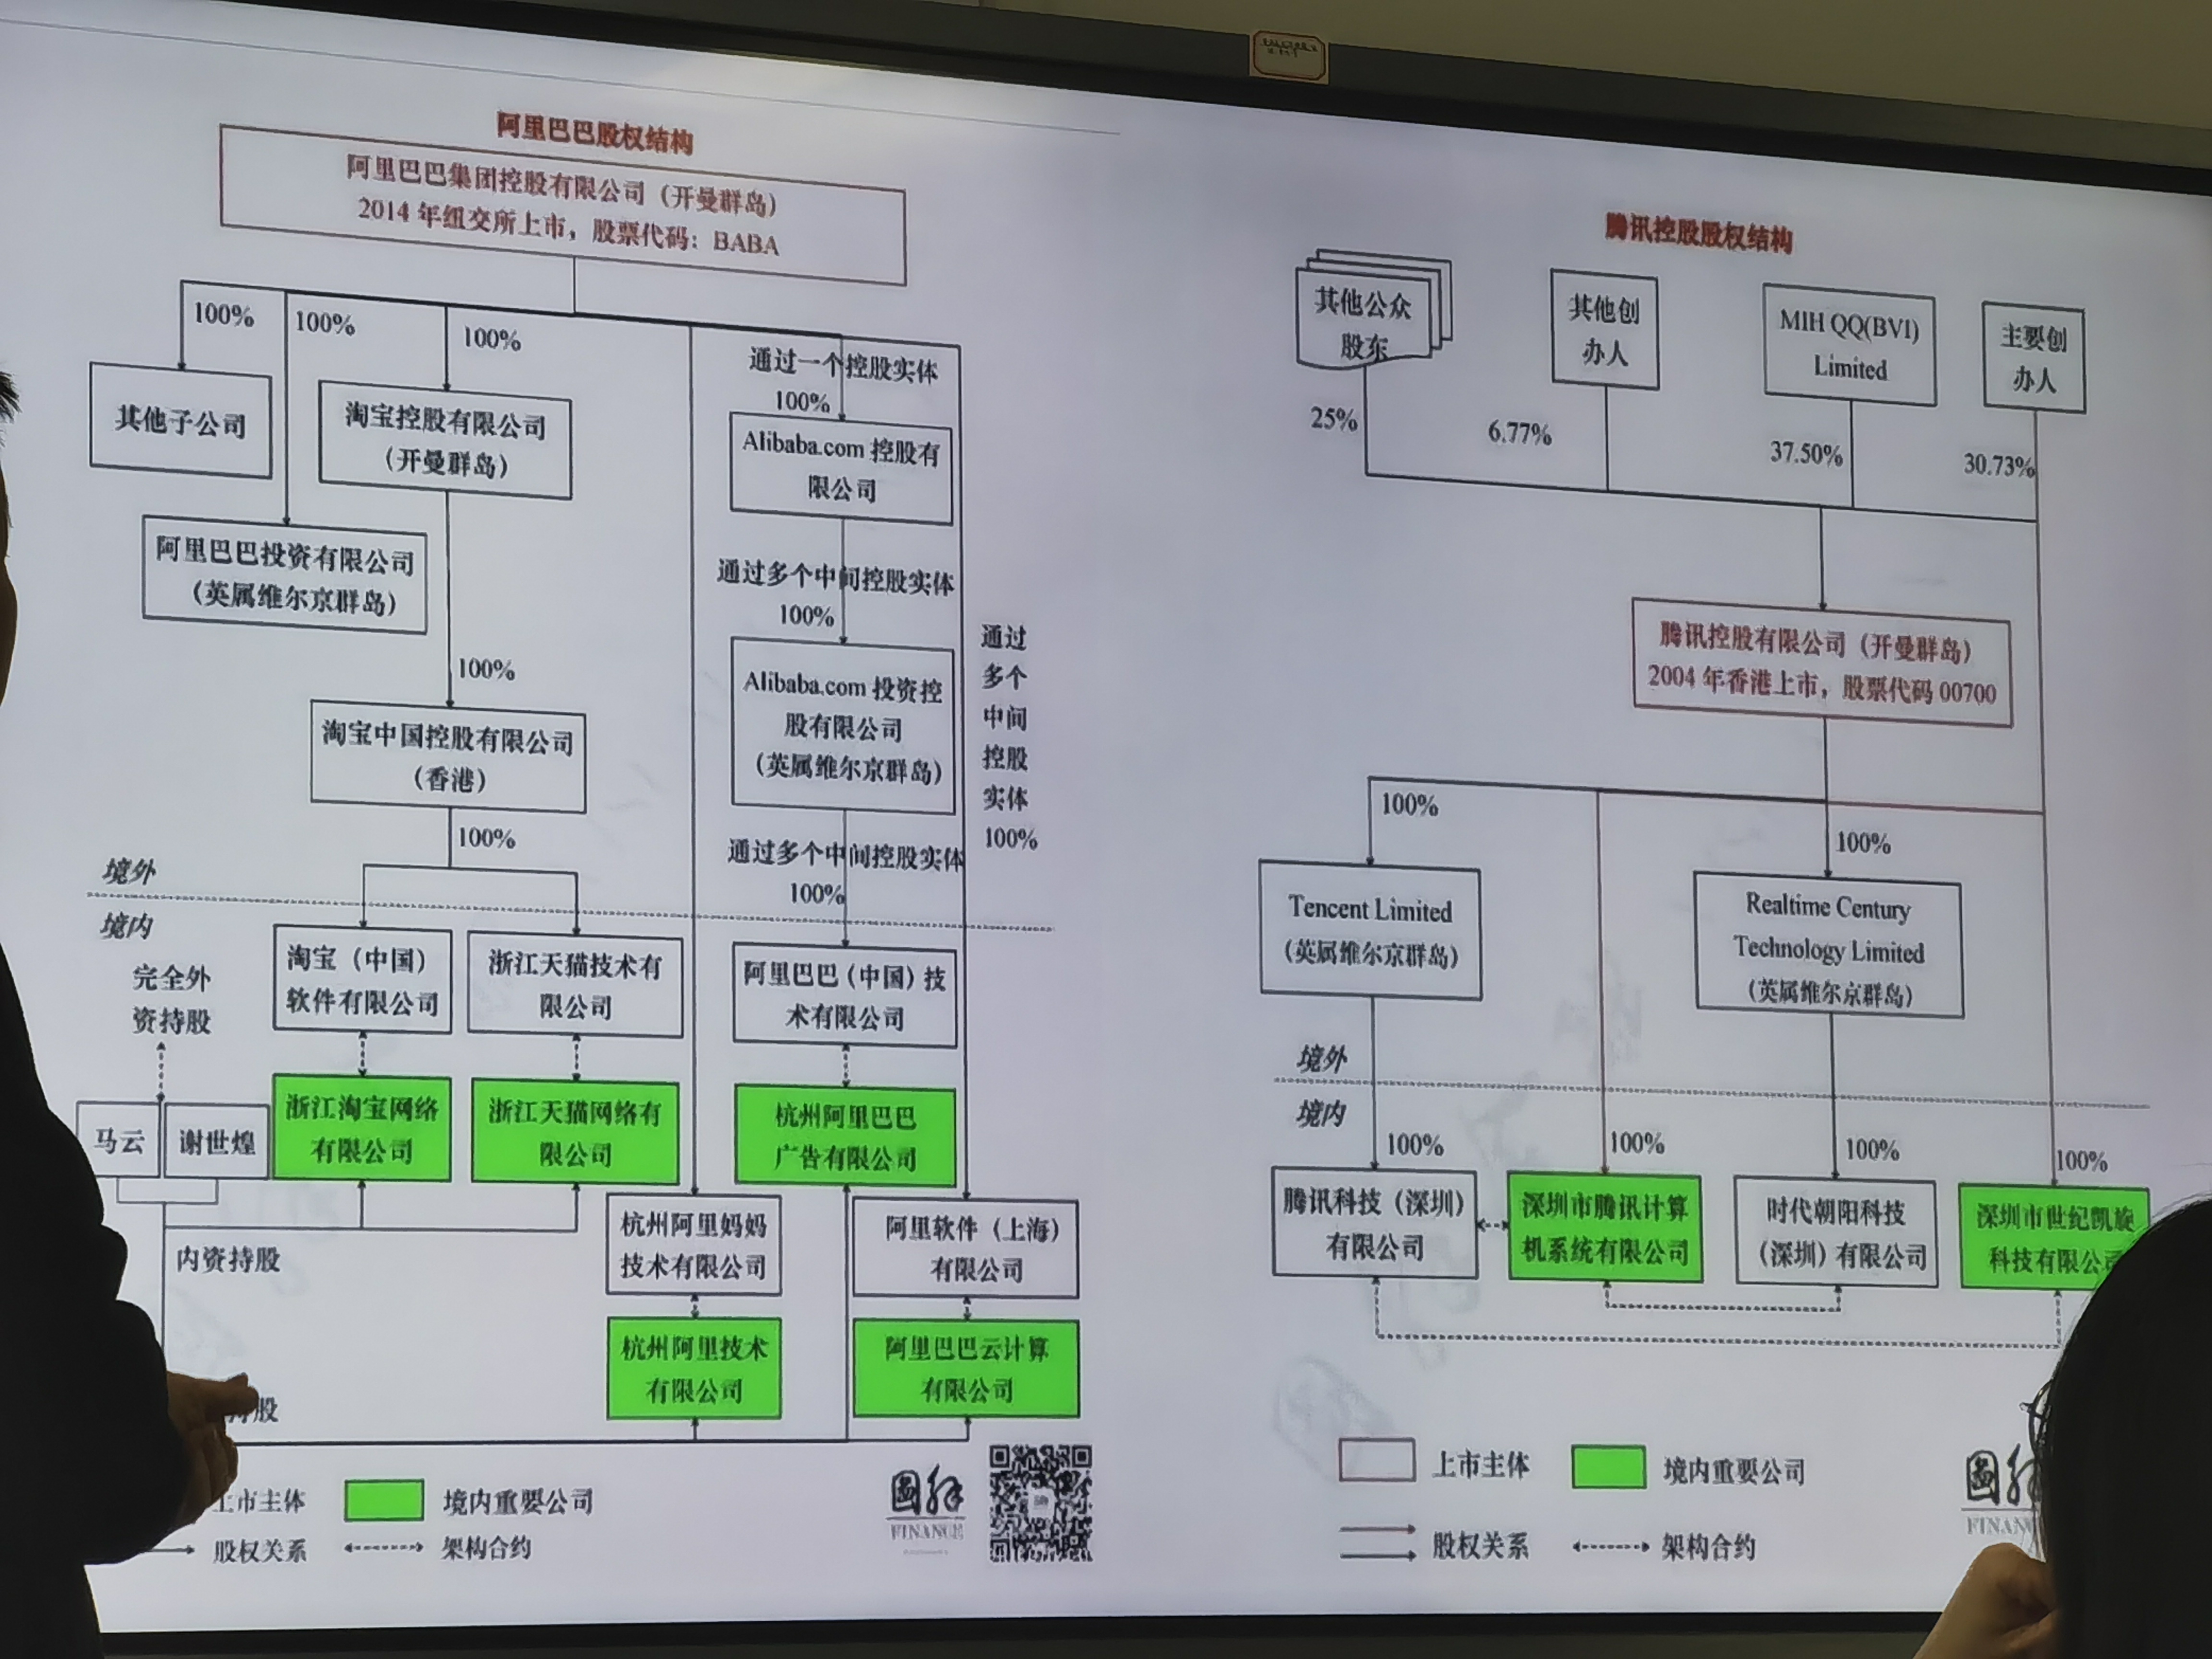 阿里巴巴股权结构
阿里巴巴集团控股有限公司（开曼群岛）
2014 年纽交所上市，股票代码：BABA
100%
100%
100%
通过一个控股实体
100%
其他子公司
淘宝控股有限公司
（开曼群岛）
Alibaba.com 控股有
限公司
阿里巴巴投资有限公司
（英属维尔京群岛）
通过多个中间控股实体
100%
100%
淘宝中国控股有限公司
（香港）
Alibaba.com 投资控
股有限公司
（英属维尔京群岛）
通过
多个
中间
控股
实体
100%
100%
通过多个中间控股实体
100%
境外
境内
完全外
资持股
淘宝（中国）
软件有限公司
浙江天猫技术有
限公司
阿里巴巴（中国）技
术有限公司
马云
谢世煌
浙江淘宝网络
有限公司
浙江天猫网络有
限公司
杭州阿里巴巴
广告有限公司
内资持股
杭州阿里妈妈
技术有限公司
阿里软件（上海）
有限公司
杭州阿里技术
有限公司
阿里巴巴云计算
有限公司
持股
上市主体
境内重要公司
股权关系
架构合约
图解
FINANCE
腾讯控股股权结构
其他公众
股东
其他创
办人
MIH QQ(BVI)
Limited
主要创
办人
25%
6.77%
37.50%
30.73%
腾讯控股有限公司（开曼群岛）
2004 年香港上市，股票代码 00700
100%
100%
Tencent Limited
（英属维尔京群岛）
Realtime Century
Technology Limited
（英属维尔京群岛）
境外
境内
100%
100%
100%
100%
腾讯科技（深圳）
有限公司
深圳市腾讯计算
机系统有限公司
时代朝阳科技
（深圳）有限公司
深圳市世纪凯旋
科技有限公司
上市主体
境内重要公司
股权关系
架构合约
图解
FINAN